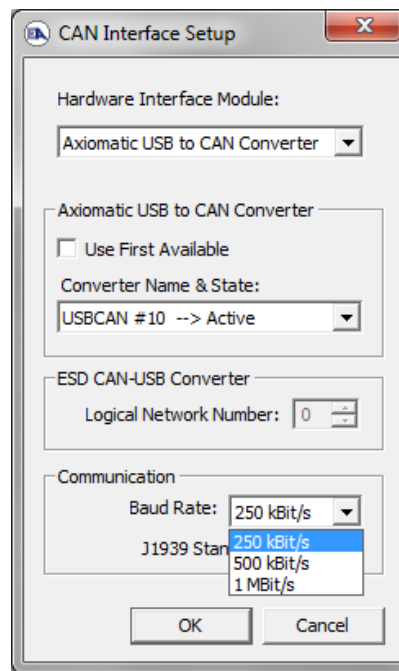 CAN Interface Setup
Hardware Interface Module:
Axiomatic USB to CAN Converter
Axiomatic USB to CAN Converter
Use First Available
Converter Name & State:
USBCAN #10 --> Active
ESD CAN-USB Converter
Logical Network Number: 0
Communication
Baud Rate: 250 kBit/s
250 kBit/s
J1939 Stan
500 kBit/s
1 MBit/s
OK Cancel